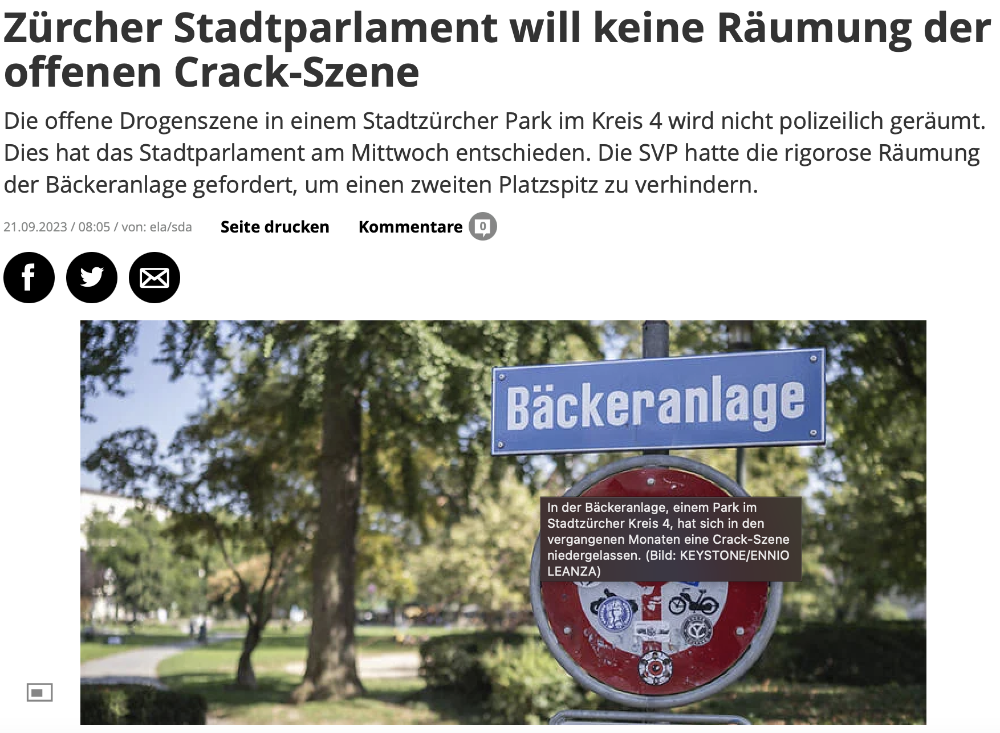 Zürcher Stadtparlament will keine Räumung der
offenen Crack-Szene
Die offene Drogenszene in einem Stadtzürcher Park im Kreis 4 wird nicht polizeilich geräumt.
Dies hat das Stadtparlament am Mittwoch entschieden. Die SVP hatte die rigorose Räumung
der Bäckeranlage gefordert, um einen zweiten Platzspitz zu verhindern.
21.09.2023 / 08:05 / von: ela/sda Seite drucken Kommentare 0
Bäckeranlage
In der Bäckeranlage, einem Park im
Stadtzürcher Kreis 4, hat sich in den
vergangenen Monaten eine Crack-Szene
niedergelassen. (Bild: KEYSTONE/ENNIO
LEANZA)